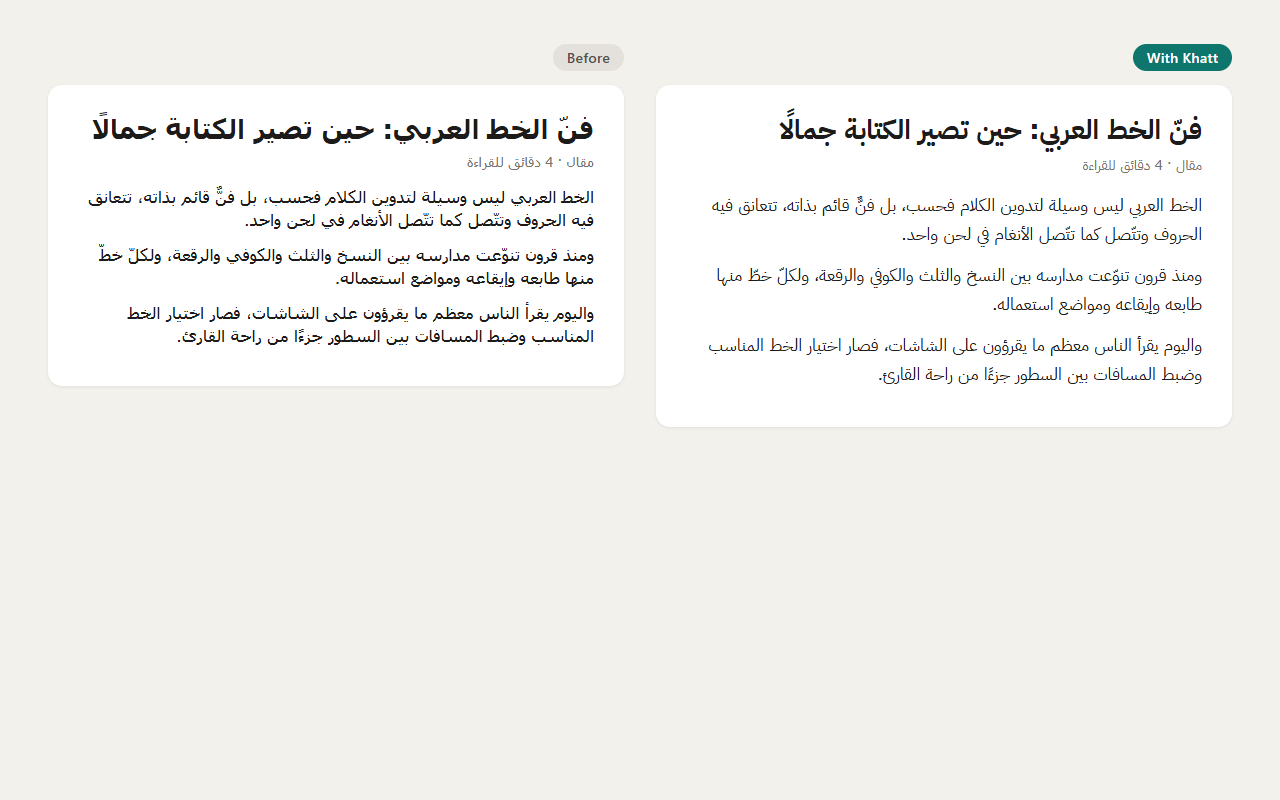 Before
فنّ الخط العربي: حين تصير الكتابة جمالًا
مقال · 4 دقائق للقراءة
الخط العربي ليس وسيلة لتدوين الكلام فحسب، بل فنٌّ قائم بذاته، تتعانق
فيه الحروف وتتّصل كما تتّصل الأنغام في لحن واحد.
ومنذ قرون تنوّعت مدارسه بين النسخ والثلث والكوفي والرقعة، ولكلّ خطّ
منها طابعه وإيقاعه ومواضع استعماله.
واليوم يقرأ الناس معظم ما يقرؤون على الشاشات، فصار اختيار الخط
المناسب وضبط المسافات بين السطور جزءًا من راحة القارئ.
With Khatt
فنّ الخط العربي: حين تصير الكتابة جمالًا
مقال · 4 دقائق للقراءة
الخط العربي ليس وسيلة لتدوين الكلام فحسب، بل فنٌّ قائم بذاته، تتعانق فيه
الحروف وتتّصل كما تتّصل الأنغام في لحن واحد.
ومنذ قرون تنوّعت مدارسه بين النسخ والثلث والكوفي والرقعة، ولكلّ خطّ منها
طابعه وإيقاعه ومواضع استعماله.
واليوم يقرأ الناس معظم ما يقرؤون على الشاشات، فصار اختيار الخط المناسب
وضبط المسافات بين السطور جزءًا من راحة القارئ.